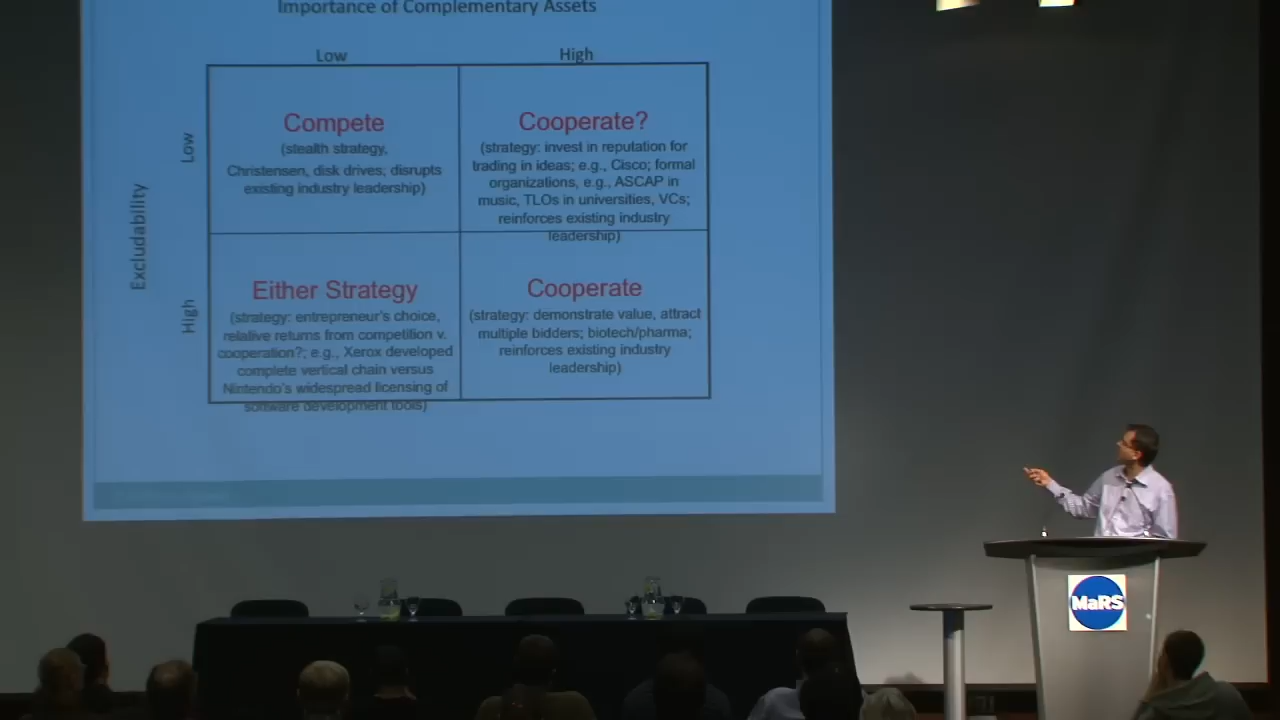 Importance of Complementary Assets
Low
High
Excludability
Low
High
Compete
(stealth strategy,
Christensen, disk drives; disrupts
existing industry leadership)
Cooperate?
(strategy: invest in reputation for
trading in ideas; e.g., Cisco; formal
organizations, e.g., ASCAP in
music, TLOs in universities, VCs;
reinforces existing industry
leadership)
Either Strategy
(strategy: entrepreneur's choice,
relative returns from competition v.
cooperation?; e.g., Xerox developed
complete vertical chain versus
Nintendo's widespread licensing of
software development tools)
Cooperate
(strategy: demonstrate value, attract
multiple bidders; biotech/pharma;
reinforces existing industry
leadership)
MaRS